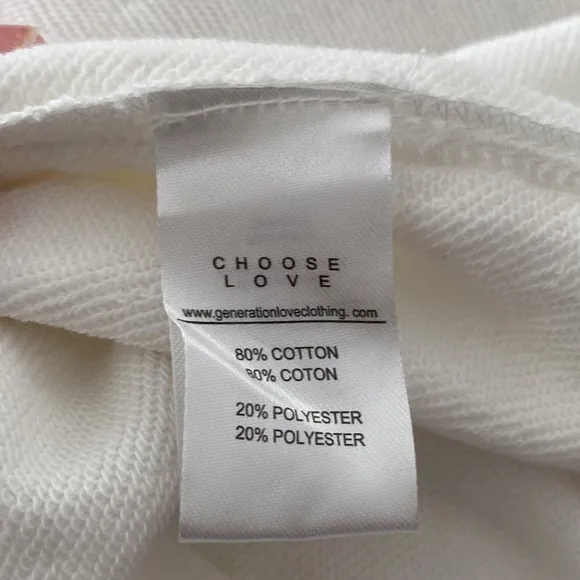 CHOOSE
LOVE
www.generationloveclothing. com
80% COTTON
80% COTON
20% POLYESTER
20% POLYESTER